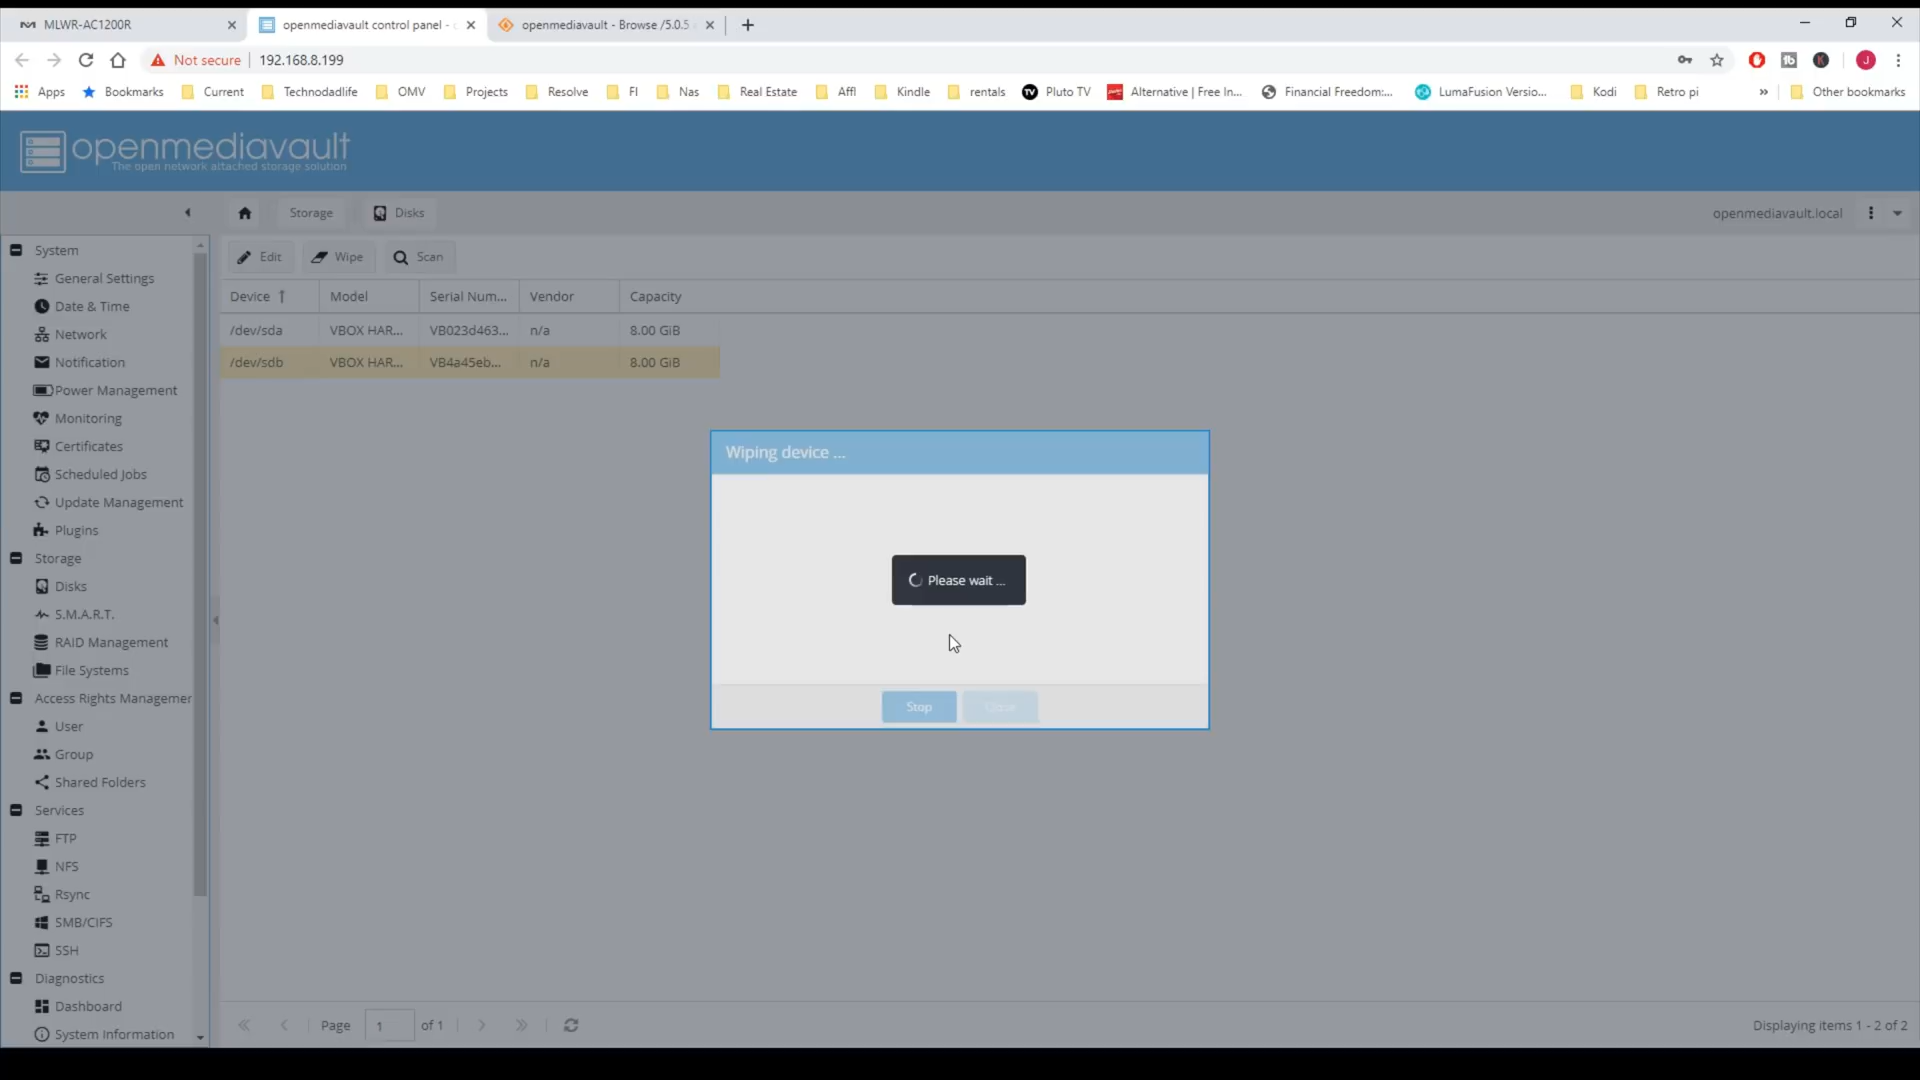 MLWR-AC1200R
openmediavault control panel -
openmediavault - Browse /5.0.5
Not secure
192.168.8.199
Apps
Bookmarks
Current
Technodadlife
OMV
Projects
Resolve
FI
Nas
Real Estate
Affl
Kindle
rentals
Pluto TV
Alternative | Free In...
Financial Freedom:...
LumaFusion Versio...
Kodi
Retro pi
»
Other bookmarks
openmediavault
The open network attached storage solution
Storage
Disks
openmediavault.local
System
General Settings
Date & Time
Network
Notification
Power Management
Monitoring
Certificates
Scheduled Jobs
Update Management
Plugins
Storage
Disks
S.M.A.R.T.
RAID Management
File Systems
Access Rights Managemer
User
Group
Shared Folders
Services
FTP
NFS
Rsync
SMB/CIFS
SSH
Diagnostics
Dashboard
System Information
Edit
Wipe
Scan
Device Model Serial Num... Vendor Capacity
/dev/sda VBOX HAR... VB023d463... n/a 8.00 GiB
/dev/sdb VBOX HAR... VB4a45eb... n/a 8.00 GiB
Wiping device ...
Please wait ...
Stop
Close
Page 1 of 1
Displaying items 1 - 2 of 2